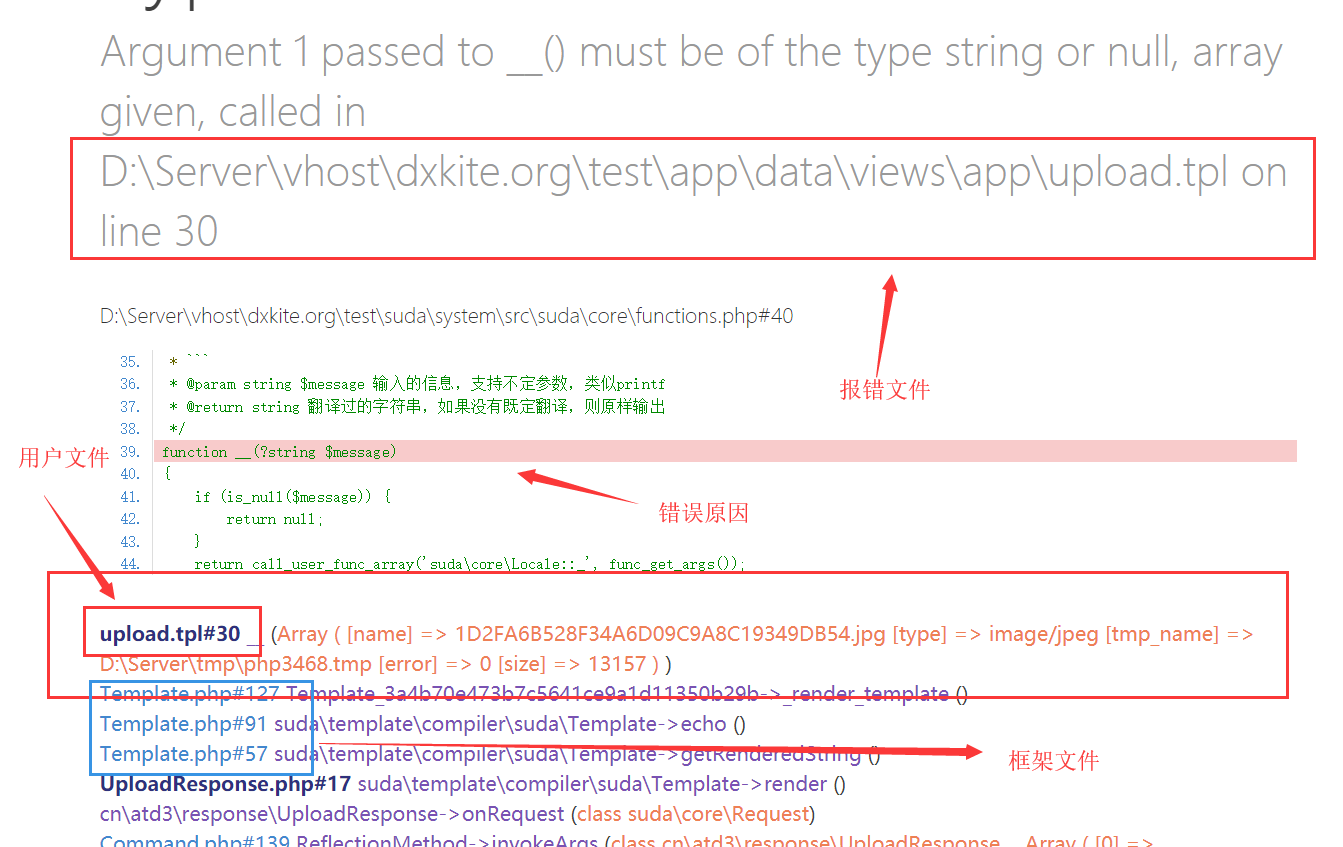 Argument 1 passed to __() must be of the type string or null, array
given, called in
D:\Server\vhost\dxkite.org\test\app\data\views\app\upload.tpl on
line 30
D:\Server\vhost\dxkite.org\test\suda\system\src\suda\core\functions.php#40
报错文件
35. * ```
36. * @param string $message 输入的信息，支持不定参数，类似printf
37. * @return string 翻译过的字符串，如果没有既定翻译，则原样输出
38. */
用户文件
39. function __(?string $message)
40. {
41. if (is_null($message)) {
42. return null;
43. }
错误原因
44. return call_user_func_array('suda\core\Locale::_', func_get_args());
upload.tpl#30 __ (Array ( [name] => 1D2FA6B528F34A6D09C9A8C19349DB54.jpg [type] => image/jpeg [tmp_name] =>
D:\Server\tmp\php3468.tmp [error] => 0 [size] => 13157 ) )
Template.php#127 Template_3a4b70e473b7c5641ce9a1d11350b29b->_render_template ()
Template.php#91 suda\template\compiler\suda\Template->echo ()
Template.php#57 suda\template\compiler\suda\Template->getRenderedString ()
框架文件
UploadResponse.php#17 suda\template\compiler\suda\Template->render ()
cn\atd3\response\UploadResponse->onRequest (class suda\core\Request)
Command.php#139 ReflectionMethod->invokeArgs (class cn\atd3\response\UploadResponse , Array ( [0] =>